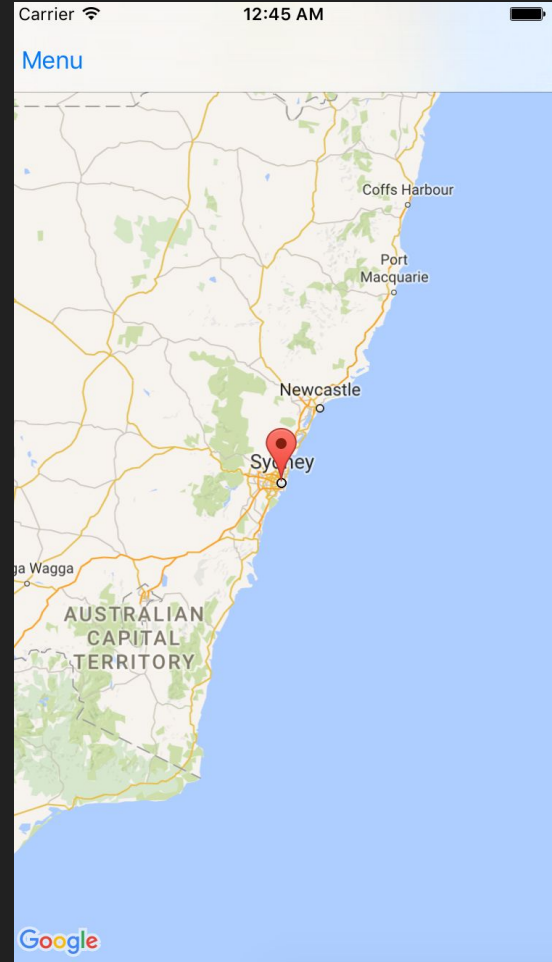 Carrier 12:45 AM
Menu
Coffs Harbour
Port
Macquarie
Newcastle
Sydney
ga Wagga
AUSTRALIAN
CAPITAL
TERRITORY
Google